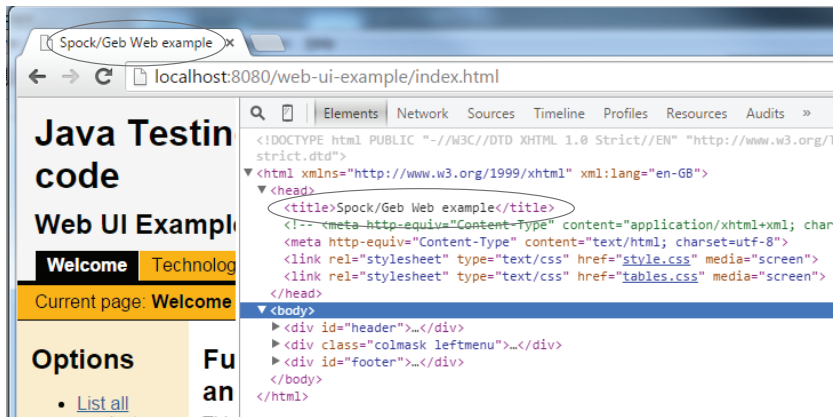 Spock/Geb Web example ×
localhost:8080/web-ui-example/index.html
Java Testin
code
Web UI Exampl
Welcome Technolog
Current page: Welcome
Options
List all
Fu
an
Elements Network Sources Timeline Profiles Resources Audits »
<!DOCTYPE html PUBLIC "-//W3C//DTD XHTML 1.0 Strict//EN" "http://www.w3.org/
strict.dtd">
▼<html xmlns="http://www.w3.org/1999/xhtml" xml:lang="en-GB">
▼<head>
<title>Spock/Geb Web example</title>
<!-- <meta http-equiv="Content-Type" content="application/xhtml+xml; char
<meta http-equiv="Content-Type" content="text/html; charset=utf-8">
<link rel="stylesheet" type="text/css" href="style.css" media="screen">
<link rel="stylesheet" type="text/css" href="tables.css" media="screen">
</head>
▼<body>
▶<div id="header">…</div>
▶<div class="colmask leftmenu">…</div>
▶<div id="footer">…</div>
</body>
</html>